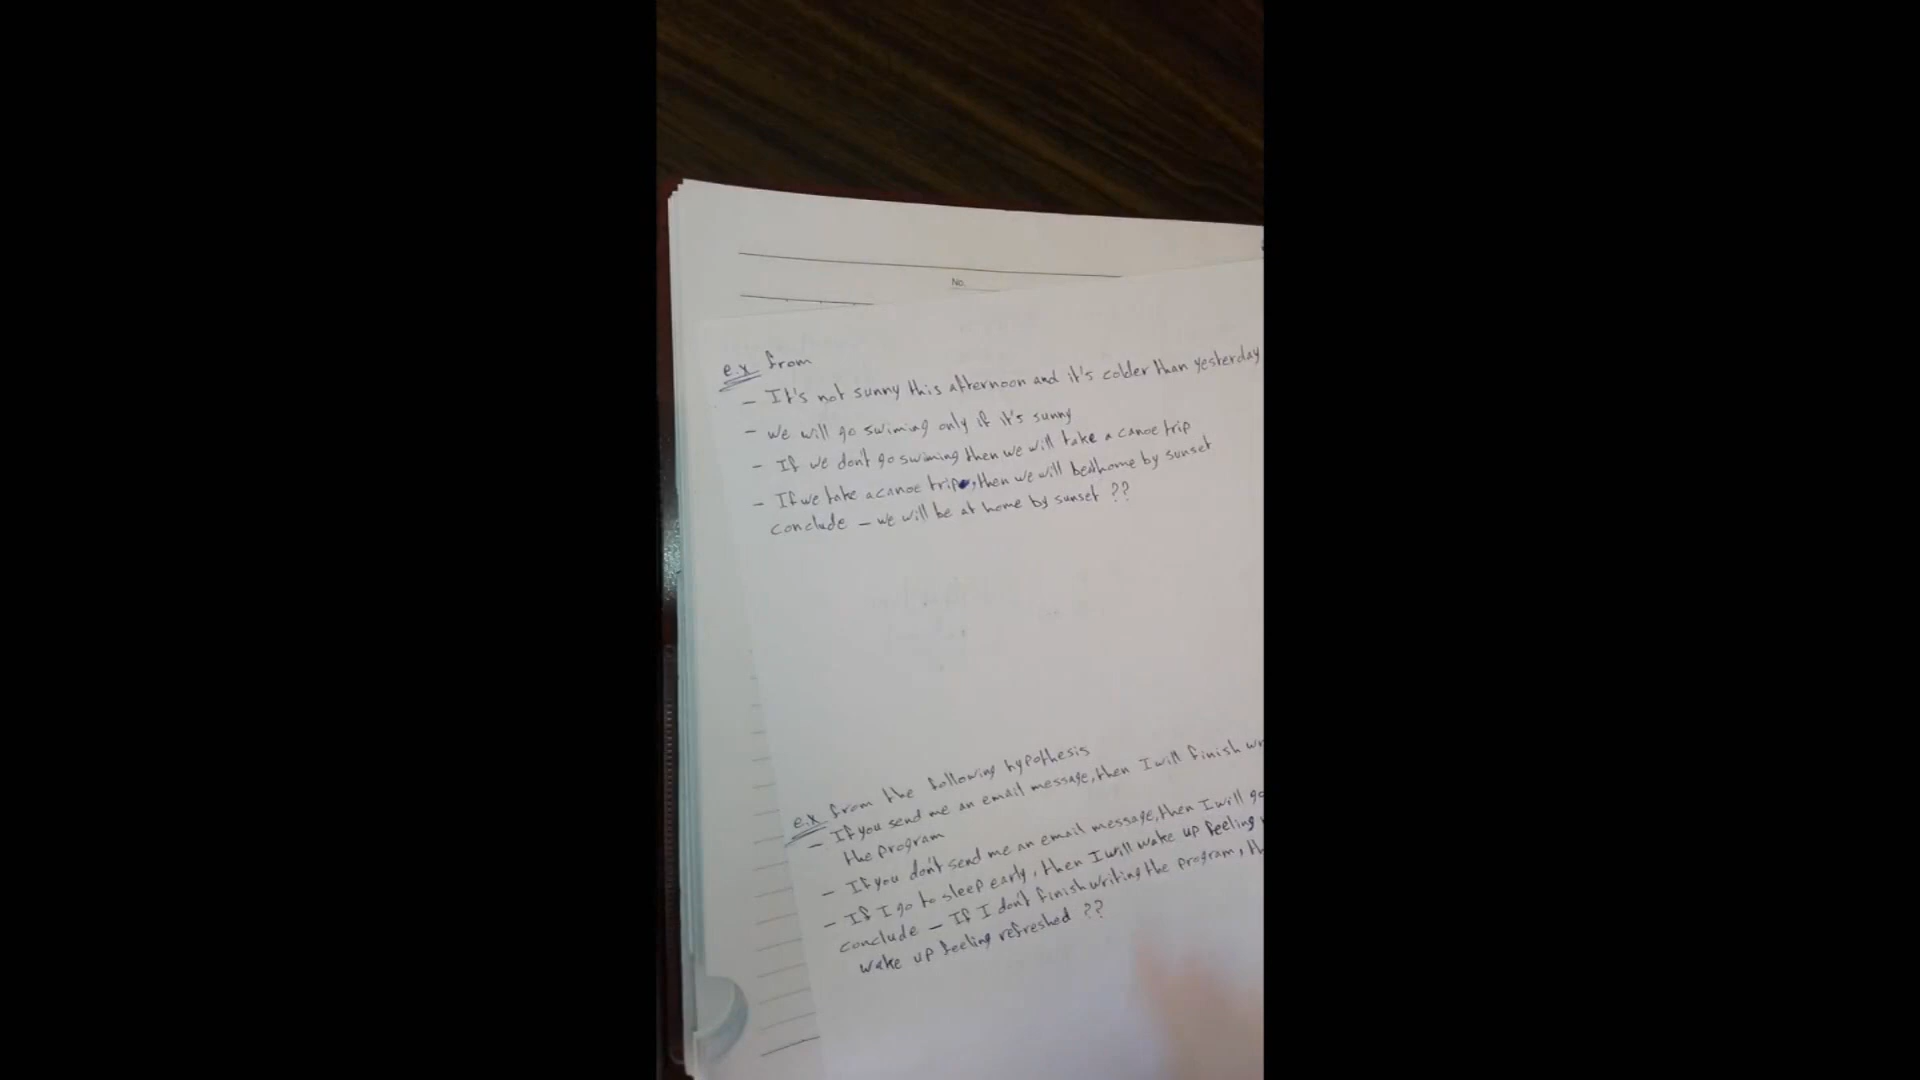 No.
e.x from
- It's not sunny this afternoon and it's colder than yesterday
- we will go swiming only if it's sunny
- If we don't go swiming then we will take a canoe trip
- If we take a canoe trip, then we will be at home by sunset
conclude - we will be at home by sunset ??
e.x from the following hypothesis
- If you send me an email message, then I will finish wr
the program
- If you don't send me an email message, then I will go
- If I go to sleep early, then I will wake up feeling
conclude - If I don't finish writing the program, th
wake up feeling refreshed ??